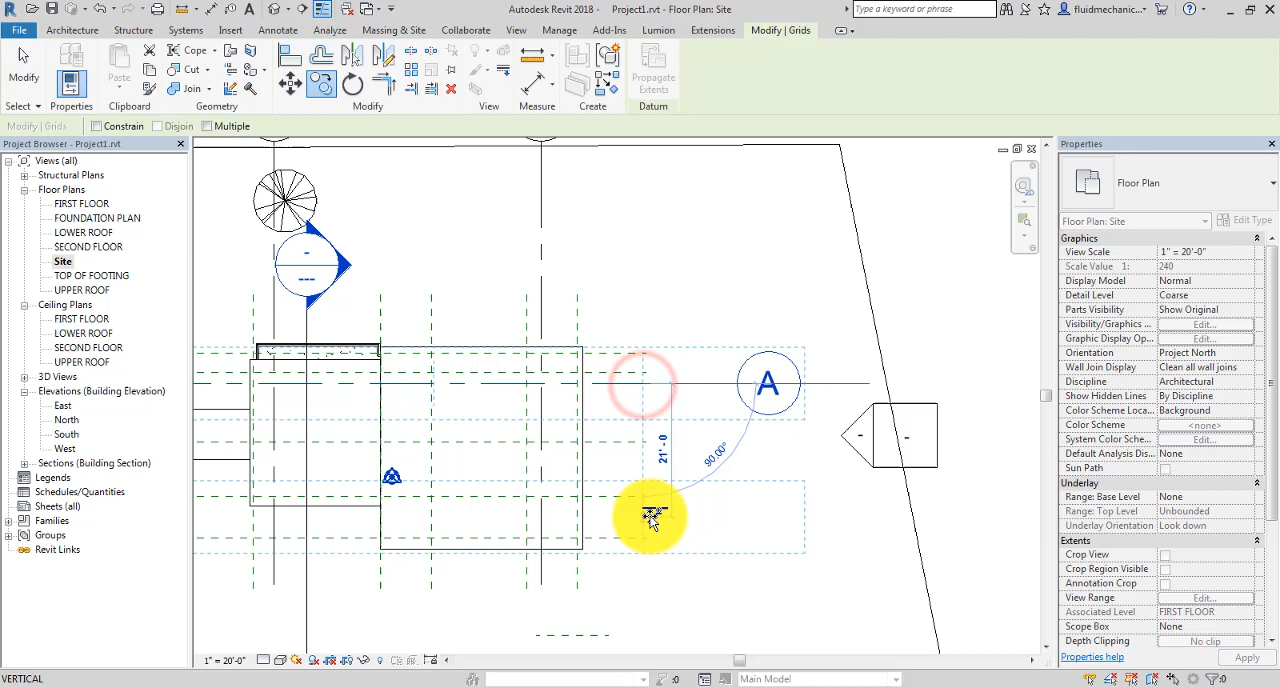 Autodesk Revit 2018 - Project1.rvt - Floor Plan: Site
Type a keyword or phrase
fluidmechanic...
File Architecture Structure Systems Insert Annotate Analyze Massing & Site Collaborate View Manage Add-Ins Lumion Extensions Modify | Grids
Modify Paste Cope Cut Join Propagate Extents
Select Properties Clipboard Geometry Modify View Measure Create Datum
Modify | Grids Constrain Disjoin Multiple
Project Browser - Project1.rvt
Views (all)
Structural Plans
Floor Plans
FIRST FLOOR
FOUNDATION PLAN
LOWER ROOF
SECOND FLOOR
Site
TOP OF FOOTING
UPPER ROOF
Ceiling Plans
FIRST FLOOR
LOWER ROOF
SECOND FLOOR
UPPER ROOF
3D Views
Elevations (Building Elevation)
East
North
South
West
Sections (Building Section)
Legends
Schedules/Quantities
Sheets (all)
Families
Groups
Revit Links
-
---
A
21' - 0
90.00°
-
-
1" = 20'-0"
Properties
Floor Plan
Floor Plan: Site Edit Type
Graphics
View Scale 1" = 20'-0"
Scale Value 1: 240
Display Model Normal
Detail Level Coarse
Parts Visibility Show Original
Visibility/Graphics ... Edit...
Graphic Display Op... Edit...
Orientation Project North
Wall Join Display Clean all wall joins
Discipline Architectural
Show Hidden Lines By Discipline
Color Scheme Loca... Background
Color Scheme <none>
System Color Sche... Edit...
Default Analysis Dis... None
Sun Path
Underlay
Range: Base Level None
Range: Top Level Unbounded
Underlay Orientation Look down
Extents
Crop View
Crop Region Visible
Annotation Crop
View Range Edit...
Associated Level FIRST FLOOR
Scope Box None
Depth Clipping No clip
Properties help Apply
VERTICAL :0 Main Model :0